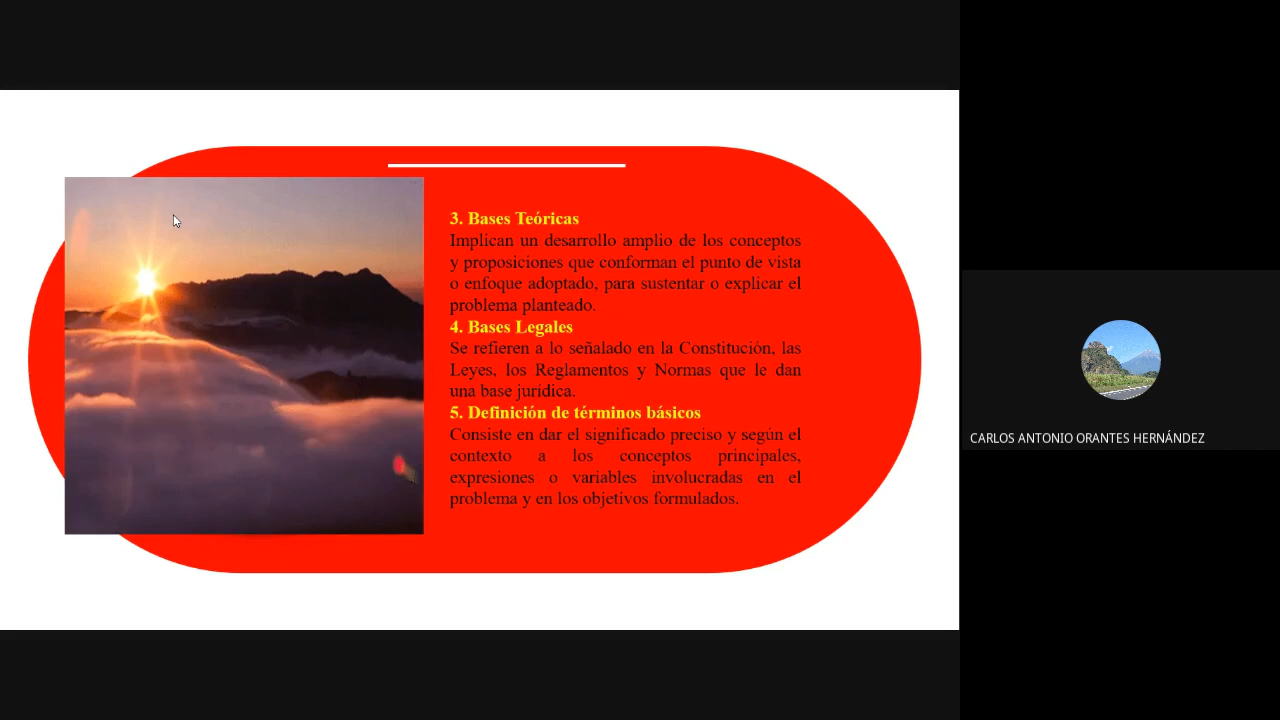 3. Bases Teóricas
Implican un desarrollo amplio de los conceptos
y proposiciones que conforman el punto de vista
o enfoque adoptado, para sustentar o explicar el
problema planteado.
4. Bases Legales
Se refieren a lo señalado en la Constitución, las
Leyes, los Reglamentos y Normas que le dan
una base jurídica.
5. Definición de términos básicos
Consiste en dar el significado preciso y según el
contexto a los conceptos principales,
expresiones o variables involucradas en el
problema y en los objetivos formulados.
CARLOS ANTONIO ORANTES HERNÁNDEZ